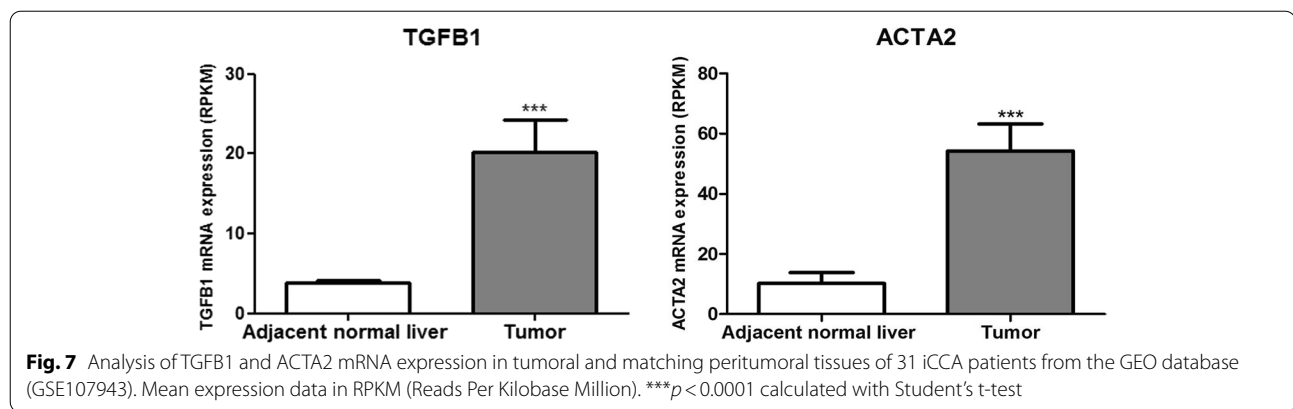 TGFB1
TGFB1 mRNA expression (RPKM)
30
20
10
0
***
Adjacent normal liver Tumor
ACTA2
ACTA2 mRNA expression (RPKM)
80
60
40
20
0
***
Adjacent normal liver Tumor
Fig. 7 Analysis of TGFB1 and ACTA2 mRNA expression in tumoral and matching peritumoral tissues of 31 iCCA patients from the GEO database
(GSE107943). Mean expression data in RPKM (Reads Per Kilobase Million). ***p < 0.0001 calculated with Student's t-test